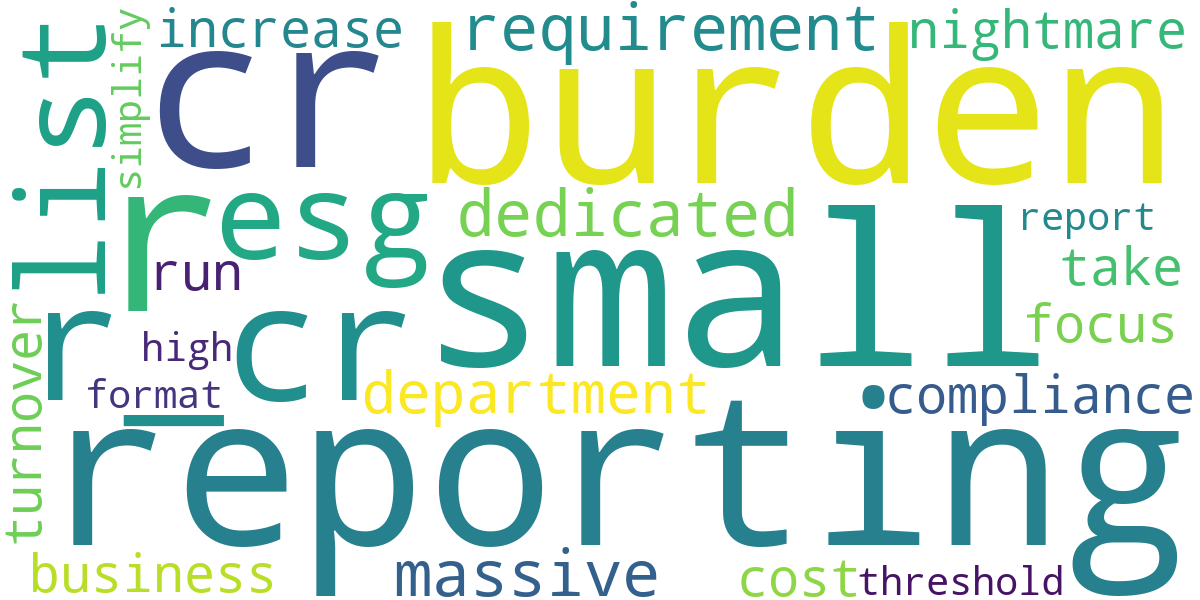 increase
requirement
nightmare
list
simplify
cr
burden
r
esg
dedicated
report
run
small
take
r_cr
focus
high
format
department
compliance
turnover
reporting
business
massive
cost
threshold